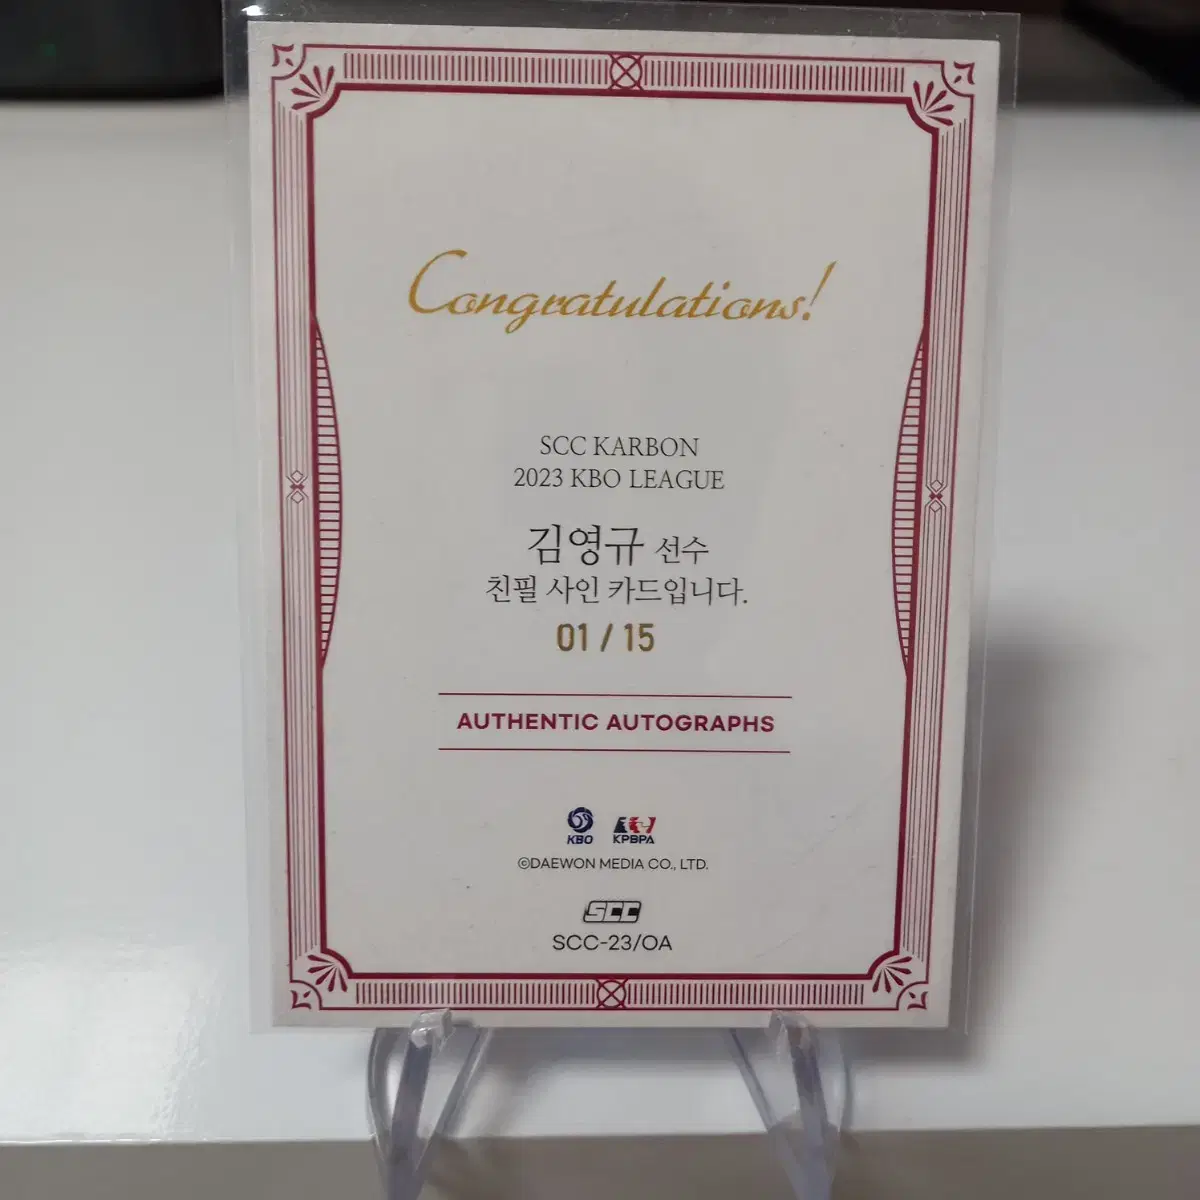 Congratulations!
SCC KARBON
2023 KBO LEAGUE
김영규 선수
친필 사인 카드입니다.
01 / 15
AUTHENTIC AUTOGRAPHS
KBO KPBPA
©DAEWON MEDIA CO., LTD.
SCC
SCC-23/OA